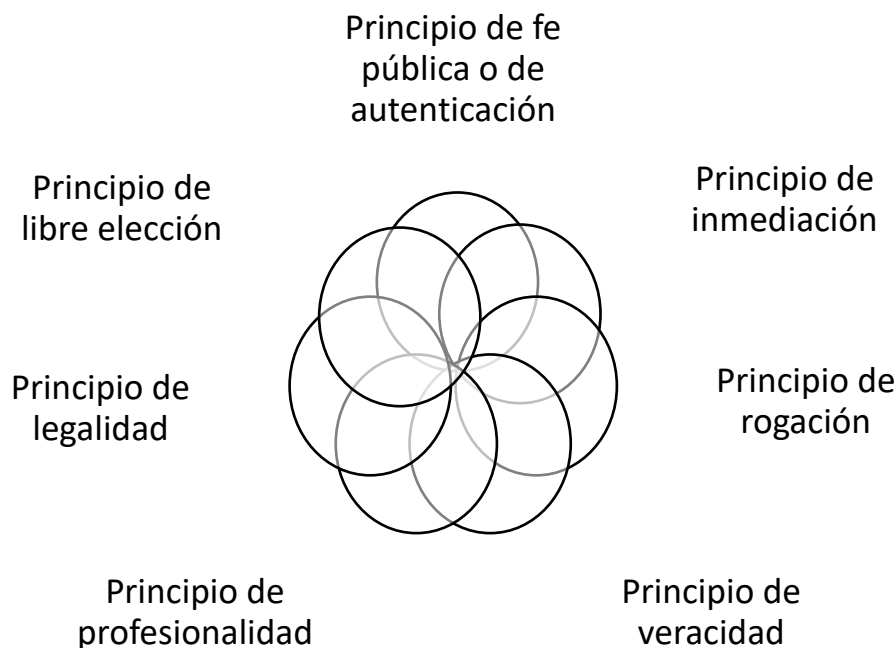 Principio de fe
pública o de
autenticación
Principio de
inmediación
Principio de
rogación
Principio de
veracidad
Principio de
profesionalidad
Principio de
legalidad
Principio de
libre elección